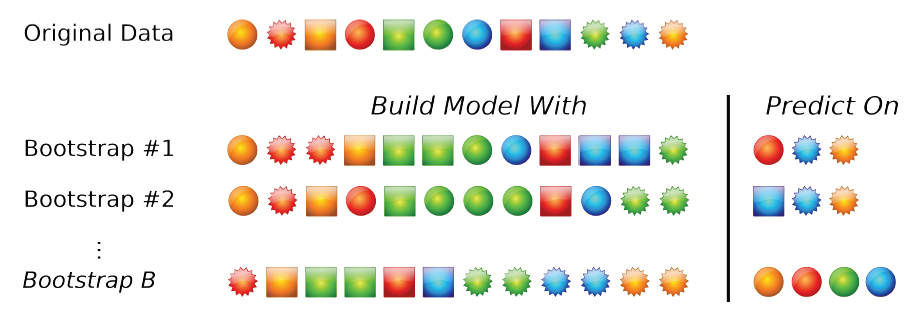 Original Data
Build Model With
Predict On
Bootstrap #1
Bootstrap #2
⋮
Bootstrap B